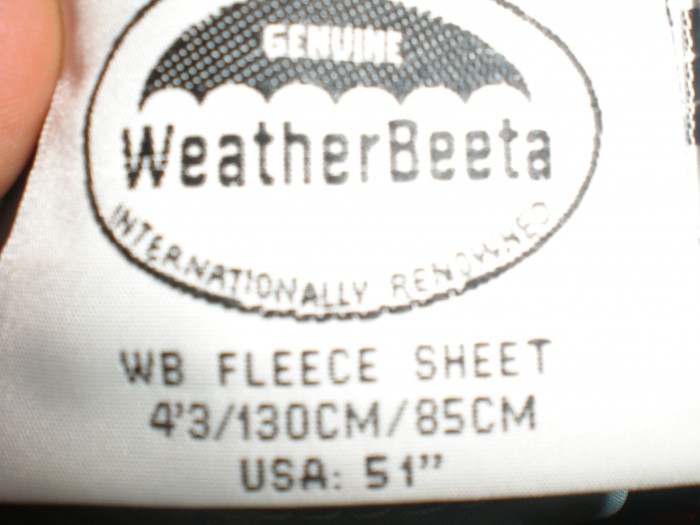 GENUINE
WeatherBeeta
INTERNATIONALLY RENOWNED
WB FLEECE SHEET
4'3/130CM/85CM
USA: 51”